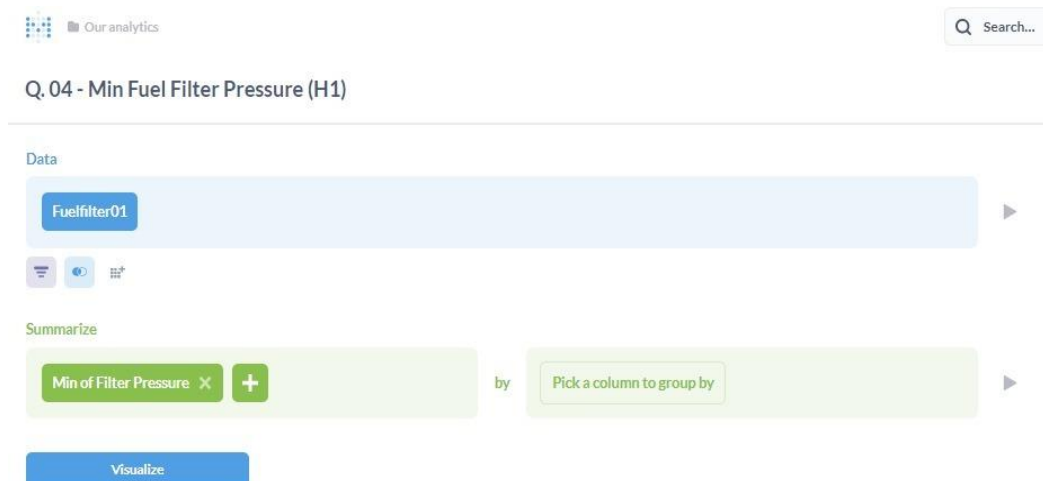 Our analytics
Search...
Q. 04 - Min Fuel Filter Pressure (H1)
Data
Fuelfilter01
Summarize
Min of Filter Pressure
by
Pick a column to group by
Visualize